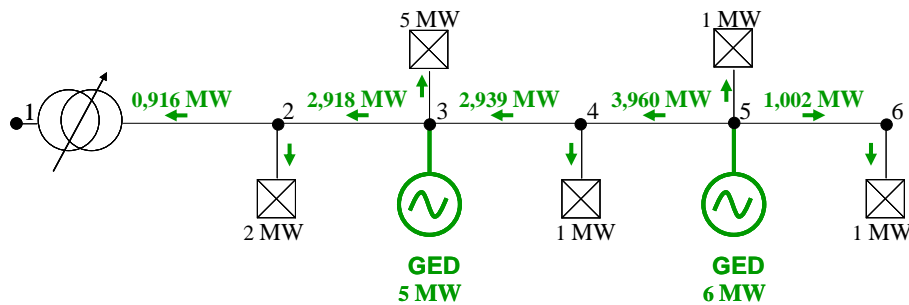 5 MW
1 MW
1
0,916 MW
2
2,918 MW
3
2,939 MW
4
3,960 MW
5
1,002 MW
6
2 MW
1 MW
1 MW
GED
5 MW
GED
6 MW